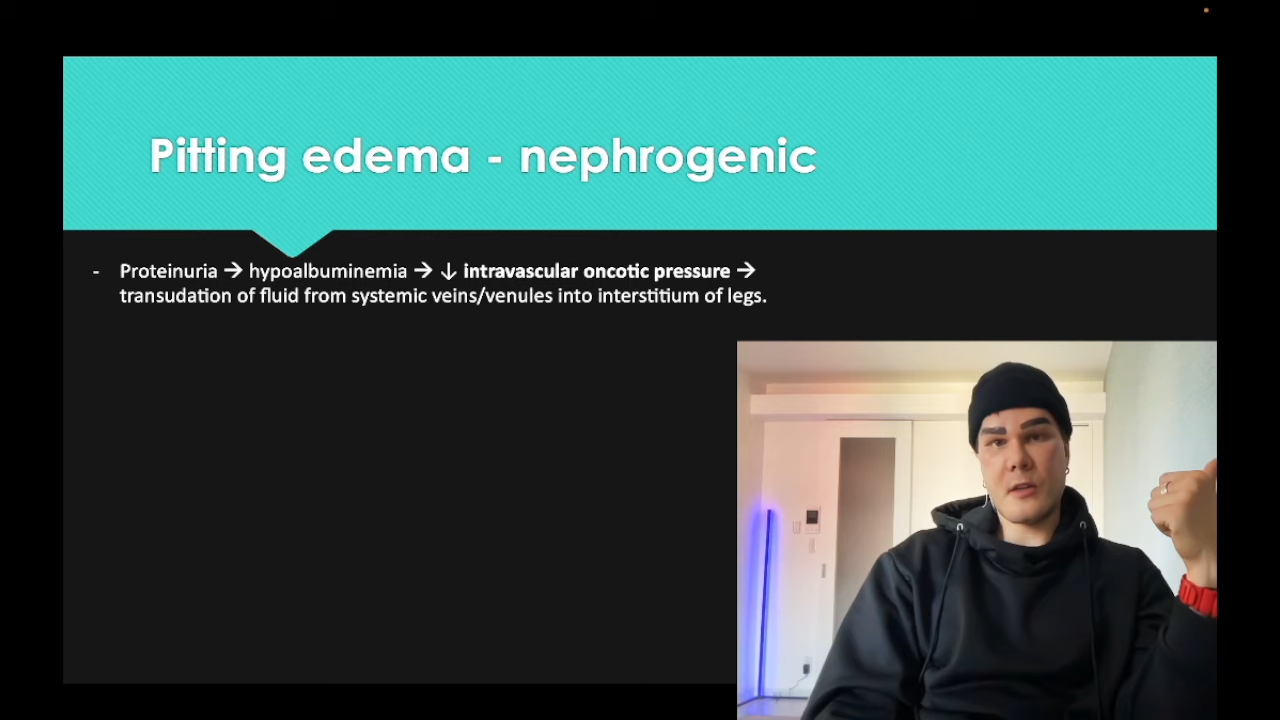 Pitting edema - nephrogenic
- Proteinuria → hypoalbuminemia → ↓ intravascular oncotic pressure →
transudation of fluid from systemic veins/venules into interstitium of legs.